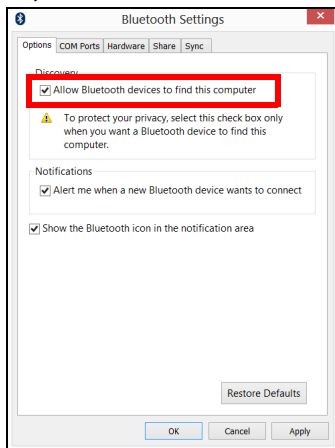 Bluetooth Settings
Options COM Ports Hardware Share Sync
Discovery
Allow Bluetooth devices to find this computer
To protect your privacy, select this check box only
when you want a Bluetooth device to find this
computer.
Notifications
Alert me when a new Bluetooth device wants to connect
Show the Bluetooth icon in the notification area
Restore Defaults
OK Cancel Apply